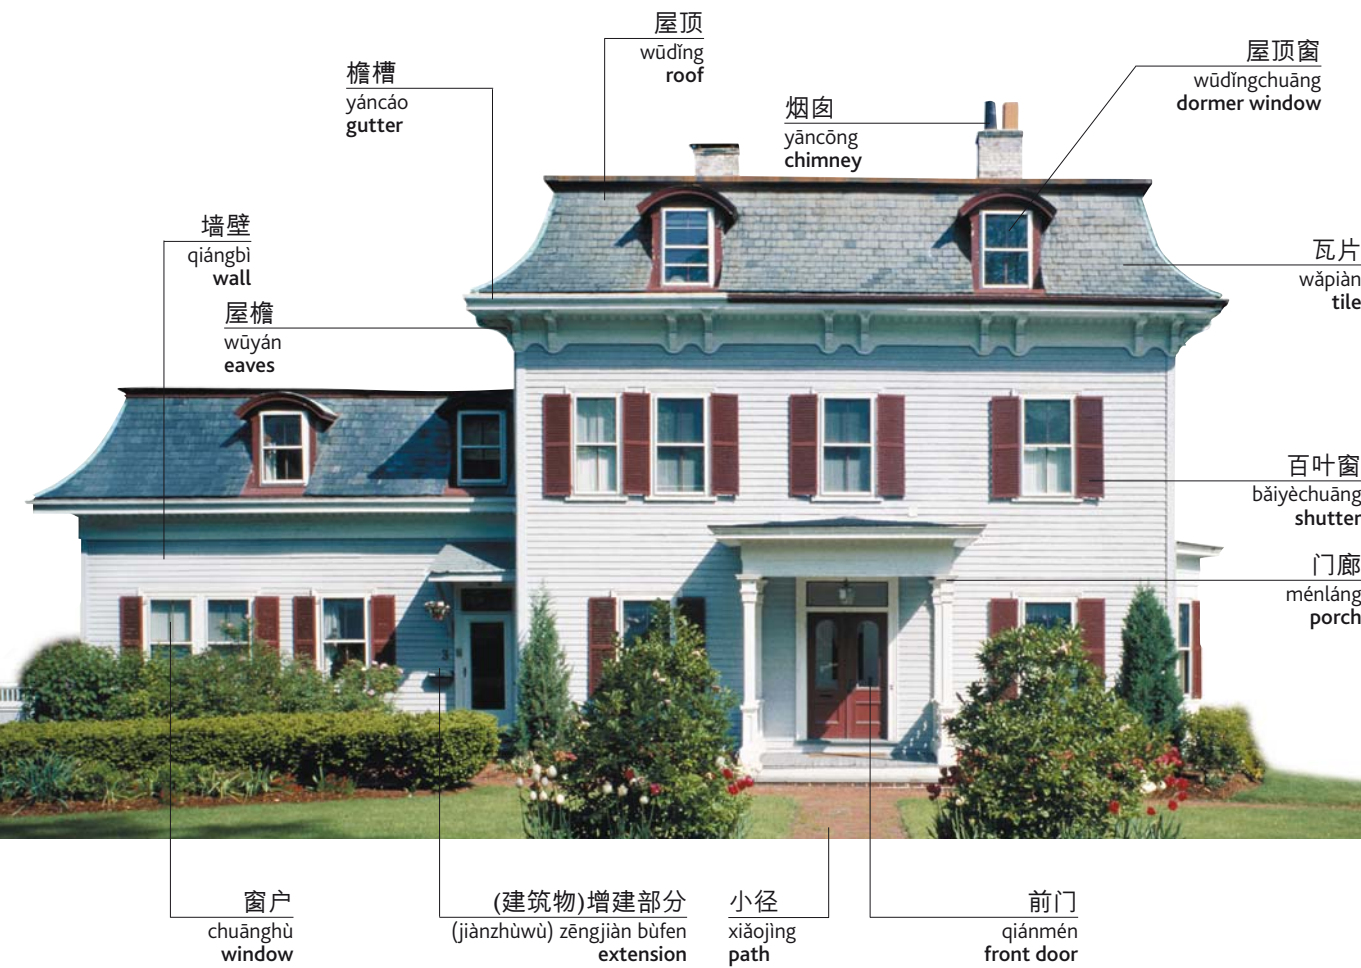 屋顶
wūdǐng
roof
屋顶窗
wūdǐngchuāng
dormer window
檐槽
yáncáo
gutter
烟囱
yāncōng
chimney
墙壁
qiángbì
wall
瓦片
wǎpiàn
tile
屋檐
wūyán
eaves
百叶窗
bǎiyèchuāng
shutter
门廊
ménláng
porch
窗户
chuānghù
window
(建筑物)增建部分
(jiànzhùwù) zēngjiàn bùfen
extension
小径
xiǎojìng
path
前门
qiánmén
front door